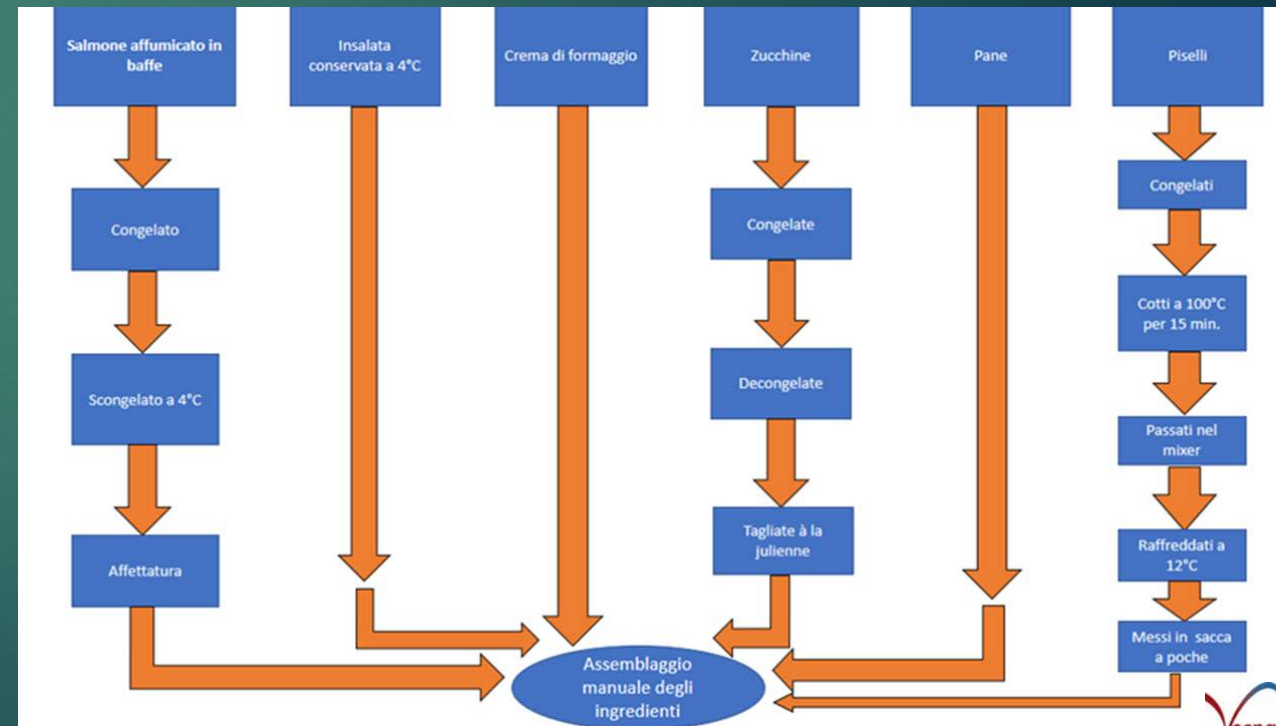 Salmone affumicato in
baffe
Insalata
conservata a 4°C
Crema di formaggio
Zucchine
Pane
Piselli
Congelato
Congelate
Congelati
Scongelato a 4°C
Decongelate
Cotti a 100°C
per 15 min.
Affettatura
Tagliate à la
julienne
Passati nel
mixer
Raffreddati a
12°C
Messi in sacca
a poche
Assemblaggio
manuale degli
ingredienti